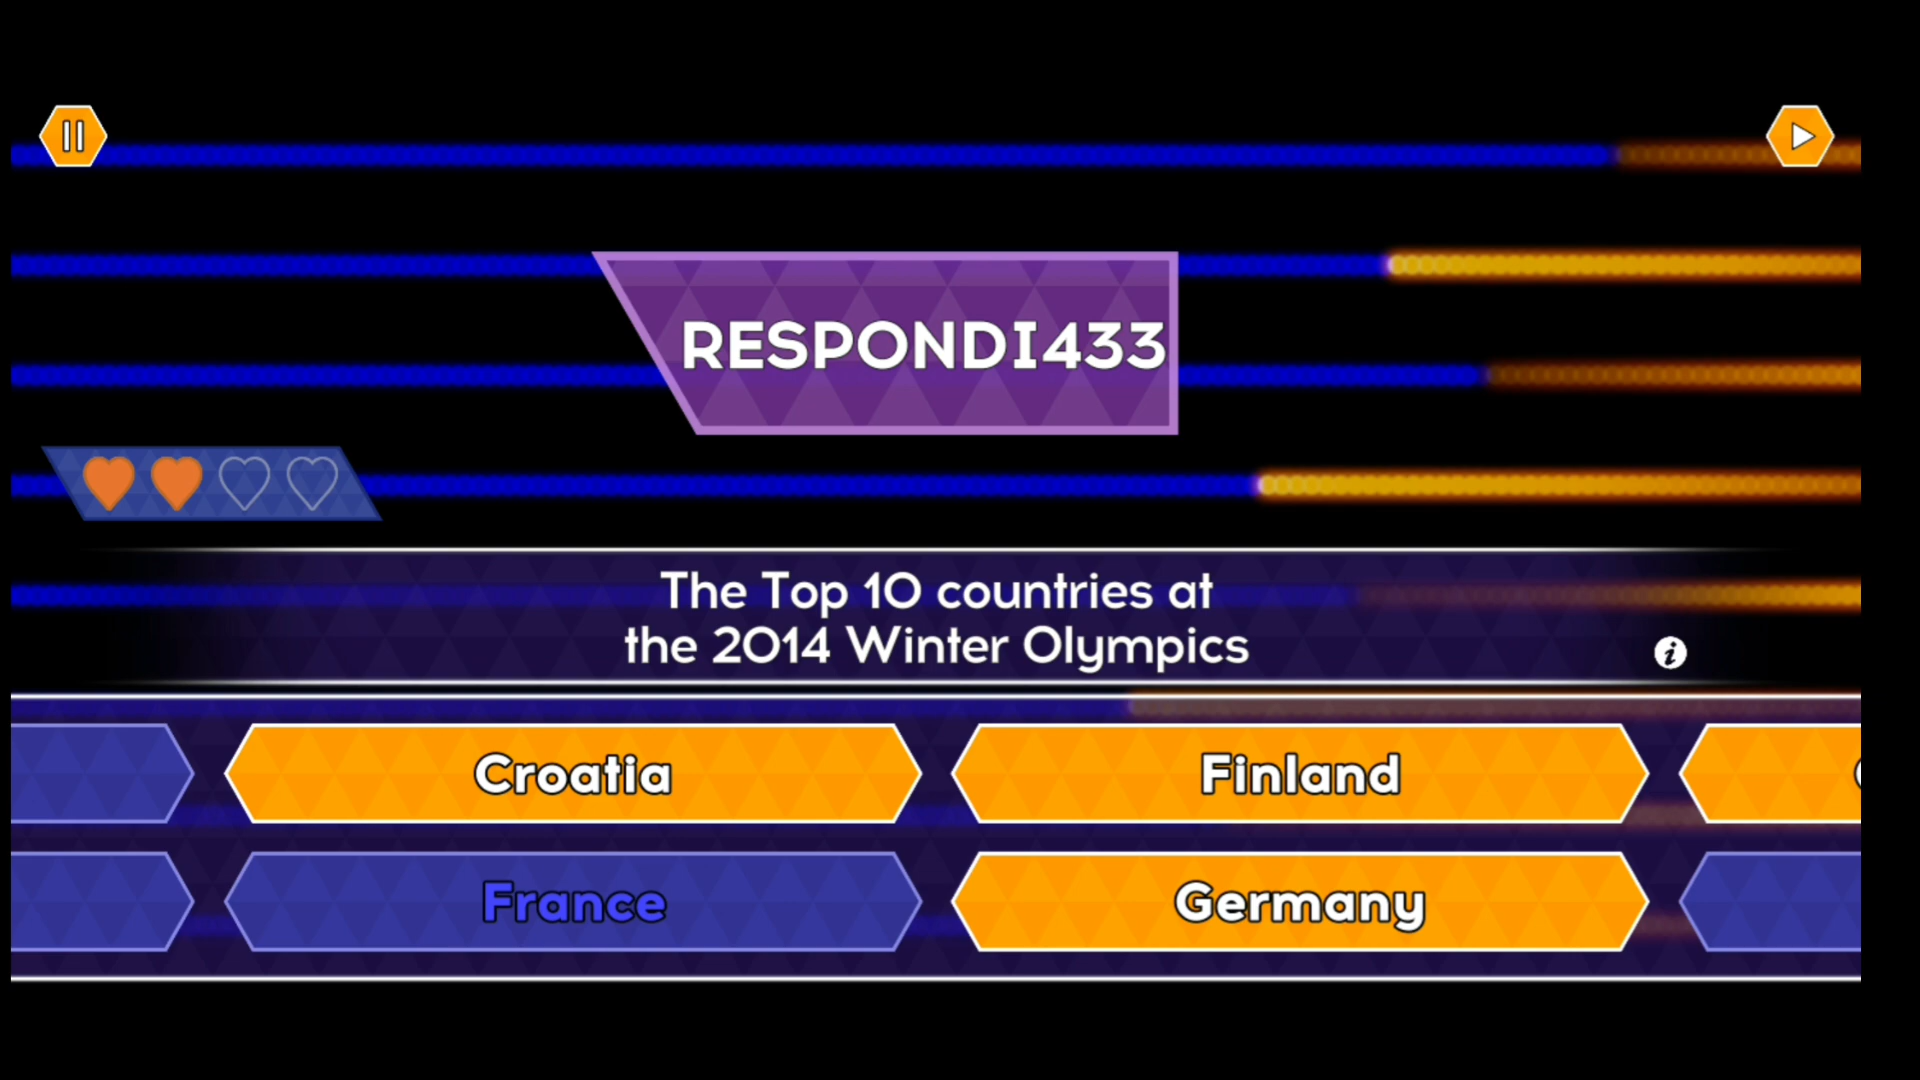 RESPONDI433
The Top 10 countries at
the 2014 Winter Olympics
Croatia
Finland
France
Germany